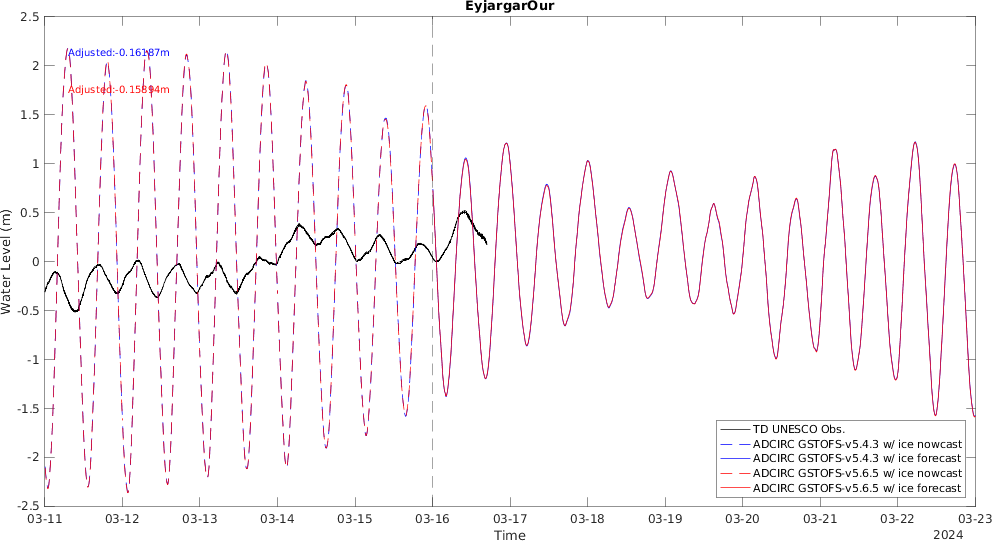 EyjargarOur
2.5
2
1.5
1
0.5
0
-0.5
-1
-1.5
-2
-2.5
Water Level (m)
Adjusted:-0.16187m
Adjusted:-0.15894m
TD UNESCO Obs.
ADCIRC GSTOFS-v5.4.3 w/ ice nowcast
ADCIRC GSTOFS-v5.4.3 w/ ice forecast
ADCIRC GSTOFS-v5.6.5 w/ ice nowcast
ADCIRC GSTOFS-v5.6.5 w/ ice forecast
03-11 03-12 03-13 03-14 03-15 03-16 03-17 03-18 03-19 03-20 03-21 03-22 03-23
Time
2024